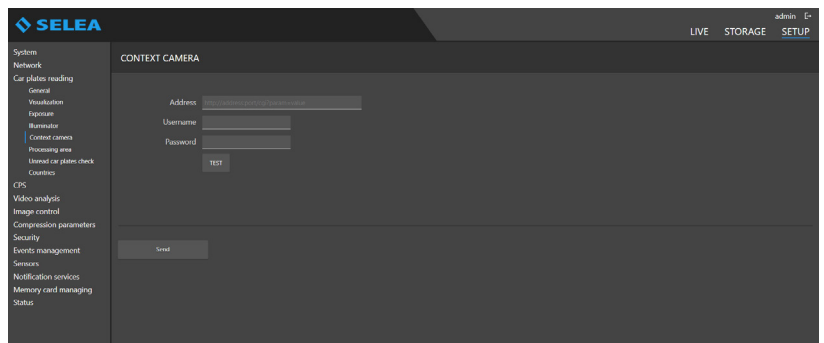 SELEA
admin
LIVE STORAGE SETUP
System
Network
Car plates reading
General
Visualization
Exposure
Illuminator
Context camera
Processing area
Unread car plates check
Countries
CPS
Video analysis
Image control
Compression parameters
Security
Events management
Sensors
Notification services
Memory card managing
Status
CONTEXT CAMERA
Address
Username
Password
TEST
Send